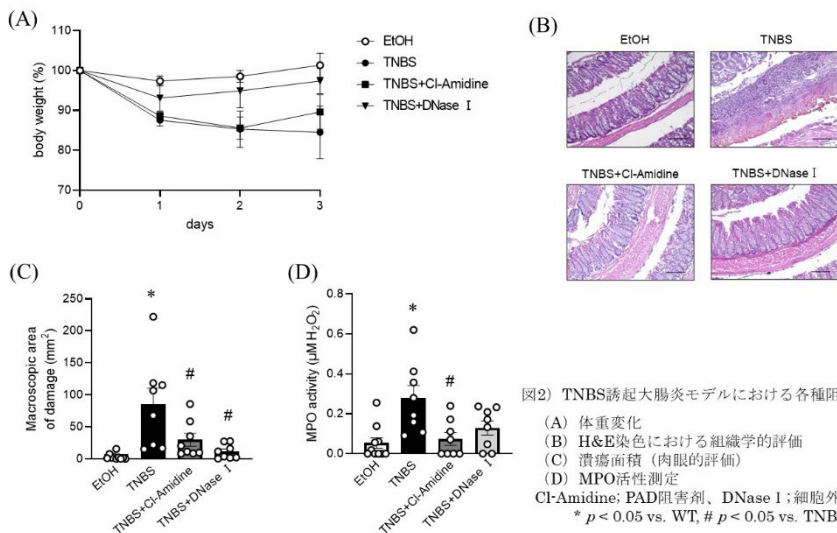 (A)
110
100
90
80
70
body weight (%)
0
1
2
3
days
EtOH
TNBS
TNBS+Cl-Amidine
TNBS+DNase Ⅰ
(B)
EtOH
TNBS
TNBS+Cl-Amidine
TNBS+DNase Ⅰ
(C)
Macroscopic area
of damage (mm²)
250
200
150
100
50
0
*
#
#
EtOH
TNBS
TNBS+Cl-Amidine
TNBS+DNase Ⅰ
(D)
MPO activity (μM H₂O₂)
0.8
0.6
0.4
0.2
0.0
*
#
EtOH
TNBS
TNBS+Cl-Amidine
TNBS+DNase Ⅰ
図2) TNBS誘起大腸炎モデルにおける各種阻
(A) 体重変化
(B) H&E染色における組織学的評価
(C) 潰瘍面積 (肉眼的評価)
(D) MPO活性測定
Cl-Amidine; PAD阻害剤、DNase I ; 細胞外
* p < 0.05 vs. WT, # p < 0.05 vs. TNB